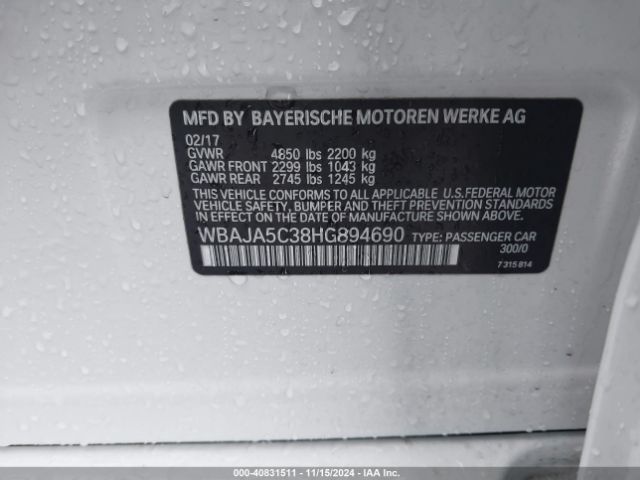 MFD BY BAYERISCHE MOTOREN WERKE AG
02/17
GVWR 4850 lbs 2200 kg
GAWR FRONT 2299 lbs 1043 kg
GAWR REAR 2745 lbs 1245 kg
THIS VEHICLE CONFORMS TO ALL APPLICABLE U.S.FEDERAL MOTOR
VEHICLE SAFETY, BUMPER AND THEFT PREVENTION STANDARDS
IN EFFECT ON THE DATE OF MANUFACTURE SHOWN ABOVE.
WBAJA5C38HG894690 TYPE: PASSENGER CAR
300/0
7 315 814
000-40831511 - 11/15/2024 - IAA Inc.